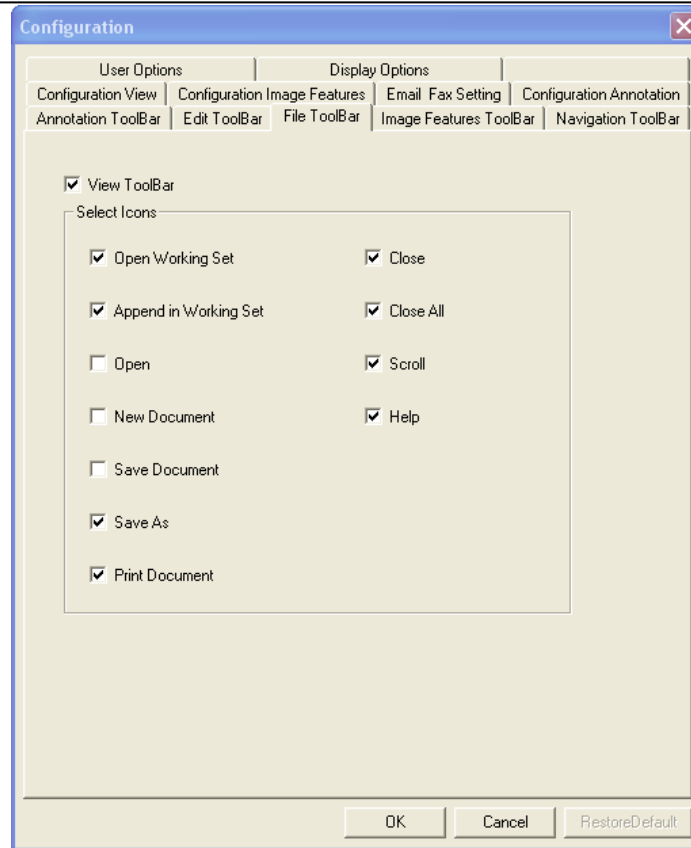 Configuration
User Options Display Options
Configuration View Configuration Image Features Email Fax Setting Configuration Annotation
Annotation ToolBar Edit ToolBar File ToolBar Image Features ToolBar Navigation ToolBar
View ToolBar
Select Icons
Open Working Set Close
Append in Working Set Close All
Open Scroll
New Document Help
Save Document
Save As
Print Document
OK Cancel RestoreDefault